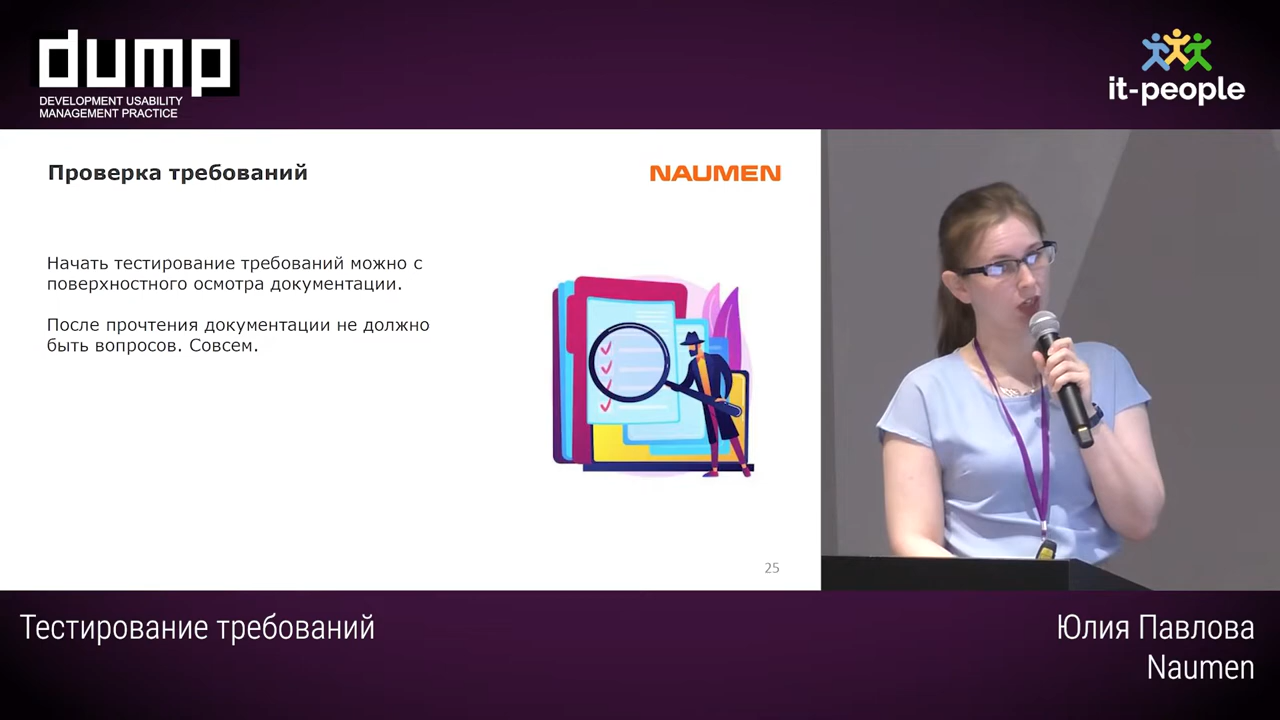 dump
DEVELOPMENT USABILITY
MANAGEMENT PRACTICE
it-people
Проверка требований
NAUMEN
Начать тестирование требований можно с
поверхностного осмотра документации.
После прочтения документации не должно
быть вопросов. Совсем.
25
Тестирование требований
Юлия Павлова
Naumen